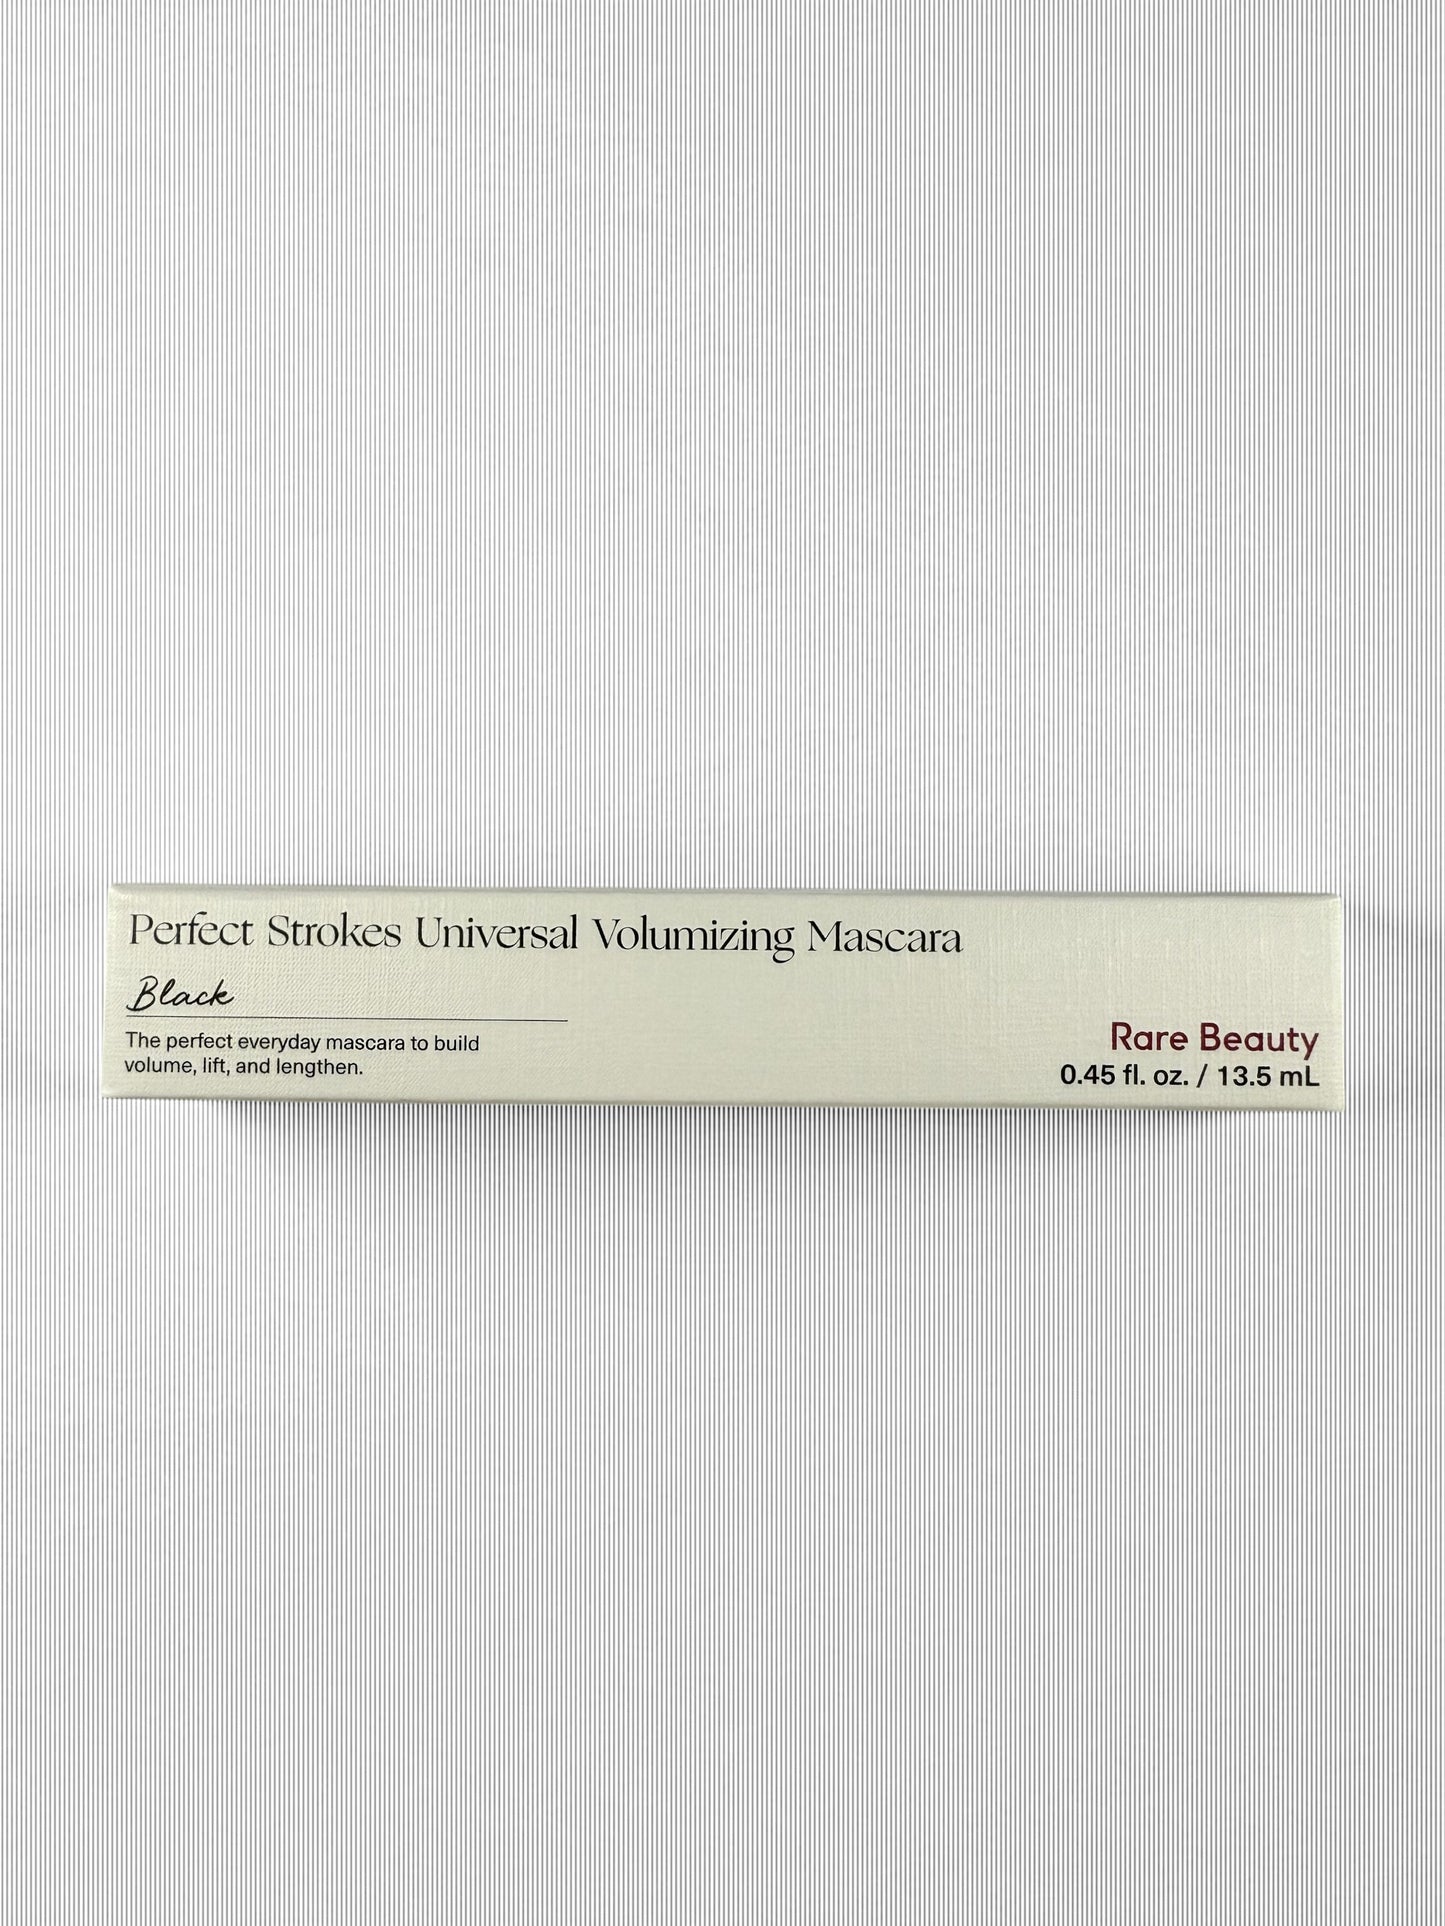 Perfect Strokes Universal Volumizing Mascara
Black
The perfect everyday mascara to build
volume, lift, and lengthen.
Rare Beauty
0.45 fl. oz. / 13.5 mL